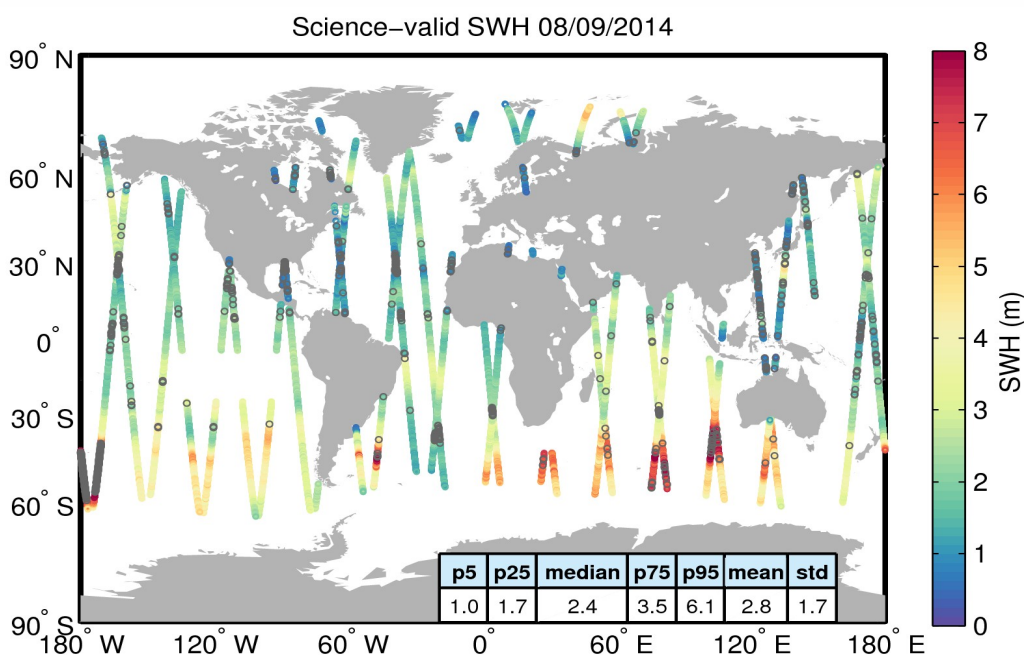 Science−valid SWH 08/09/2014
90° N
60° N
30° N
0°
30° S
60° S
90° S
180° W
120° W
60° W
0°
60° E
120° E
180° E
p5 p25 median p75 p95 mean std
1.0 1.7 2.4 3.5 6.1 2.8 1.7
8
7
6
5
4
3
2
1
0
SWH (m)